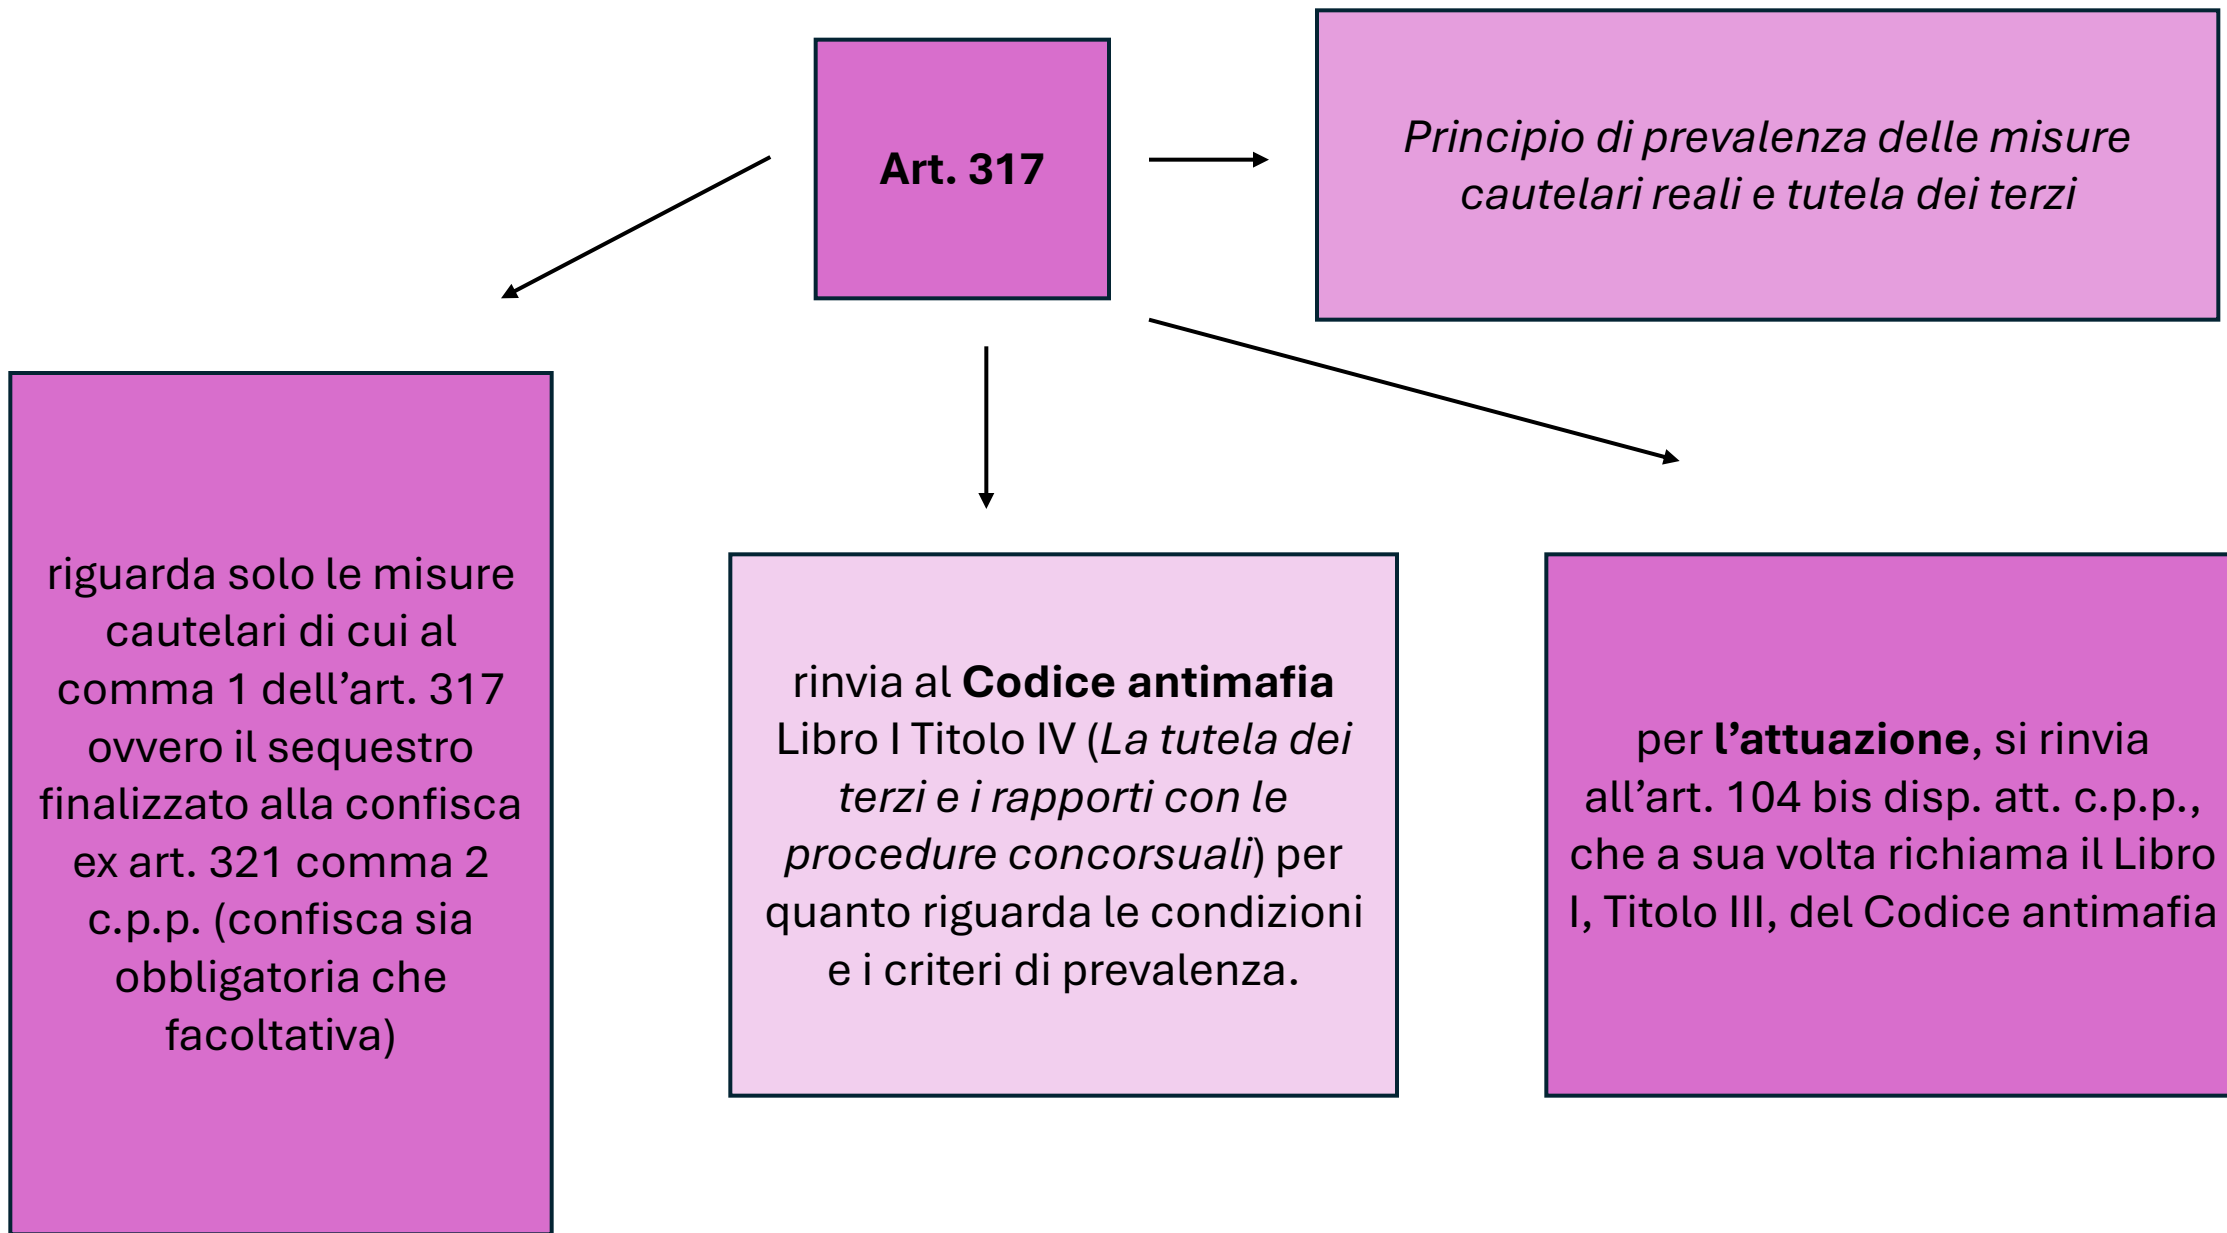 Art. 317
Principio di prevalenza delle misure
cautelari reali e tutela dei terzi
riguarda solo le misure
cautelari di cui al
comma 1 dell’art. 317
ovvero il sequestro
finalizzato alla confisca
ex art. 321 comma 2
c.p.p. (confisca sia
obbligatoria che
facoltativa)
rinvia al Codice antimafia
Libro I Titolo IV (La tutela dei
terzi e i rapporti con le
procedure concorsuali) per
quanto riguarda le condizioni
e i criteri di prevalenza.
per l’attuazione, si rinvia
all’art. 104 bis disp. att. c.p.p.,
che a sua volta richiama il Libro
I, Titolo III, del Codice antimafia